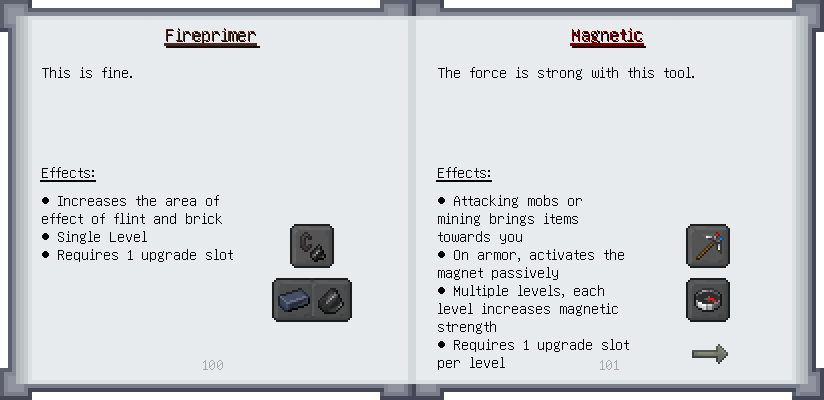 Fireprimer
This is fine.
Effects:
● Increases the area of
effect of flint and brick
● Single Level
● Requires 1 upgrade slot
100
Magnetic
The force is strong with this tool.
Effects:
● Attacking mobs or
mining brings items
towards you
● On armor, activates the
magnet passively
● Multiple levels, each
level increases magnetic
strength
● Requires 1 upgrade slot
per level
101